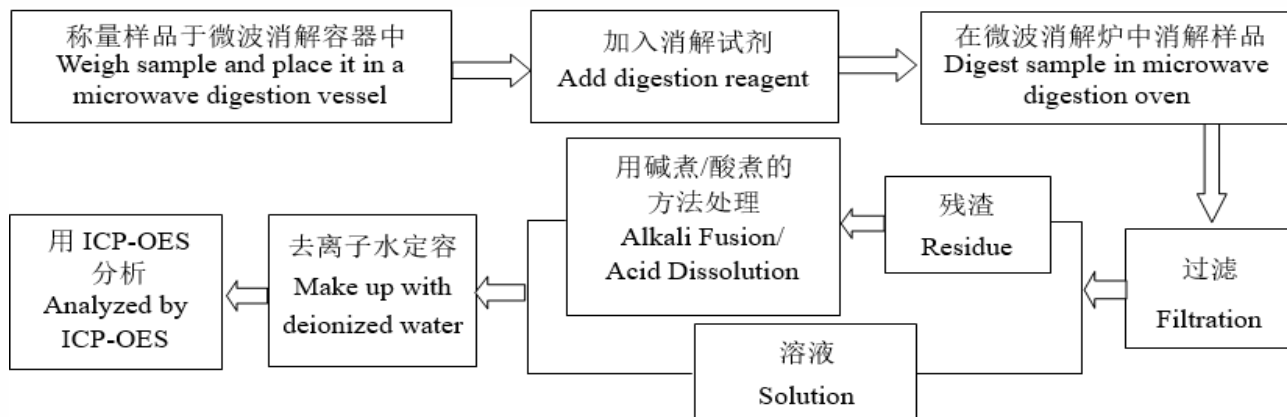 称量样品于微波消解容器中
Weigh sample and place it in a
microwave digestion vessel
加入消解试剂
Add digestion reagent
在微波消解炉中消解样品
Digest sample in microwave
digestion oven
过滤
Filtration
残渣
Residue
用碱煮/酸煮的
方法处理
Alkali Fusion/
Acid Dissolution
溶液
Solution
去离子水定容
Make up with
deionized water
用 ICP-OES
分析
Analyzed by
ICP-OES